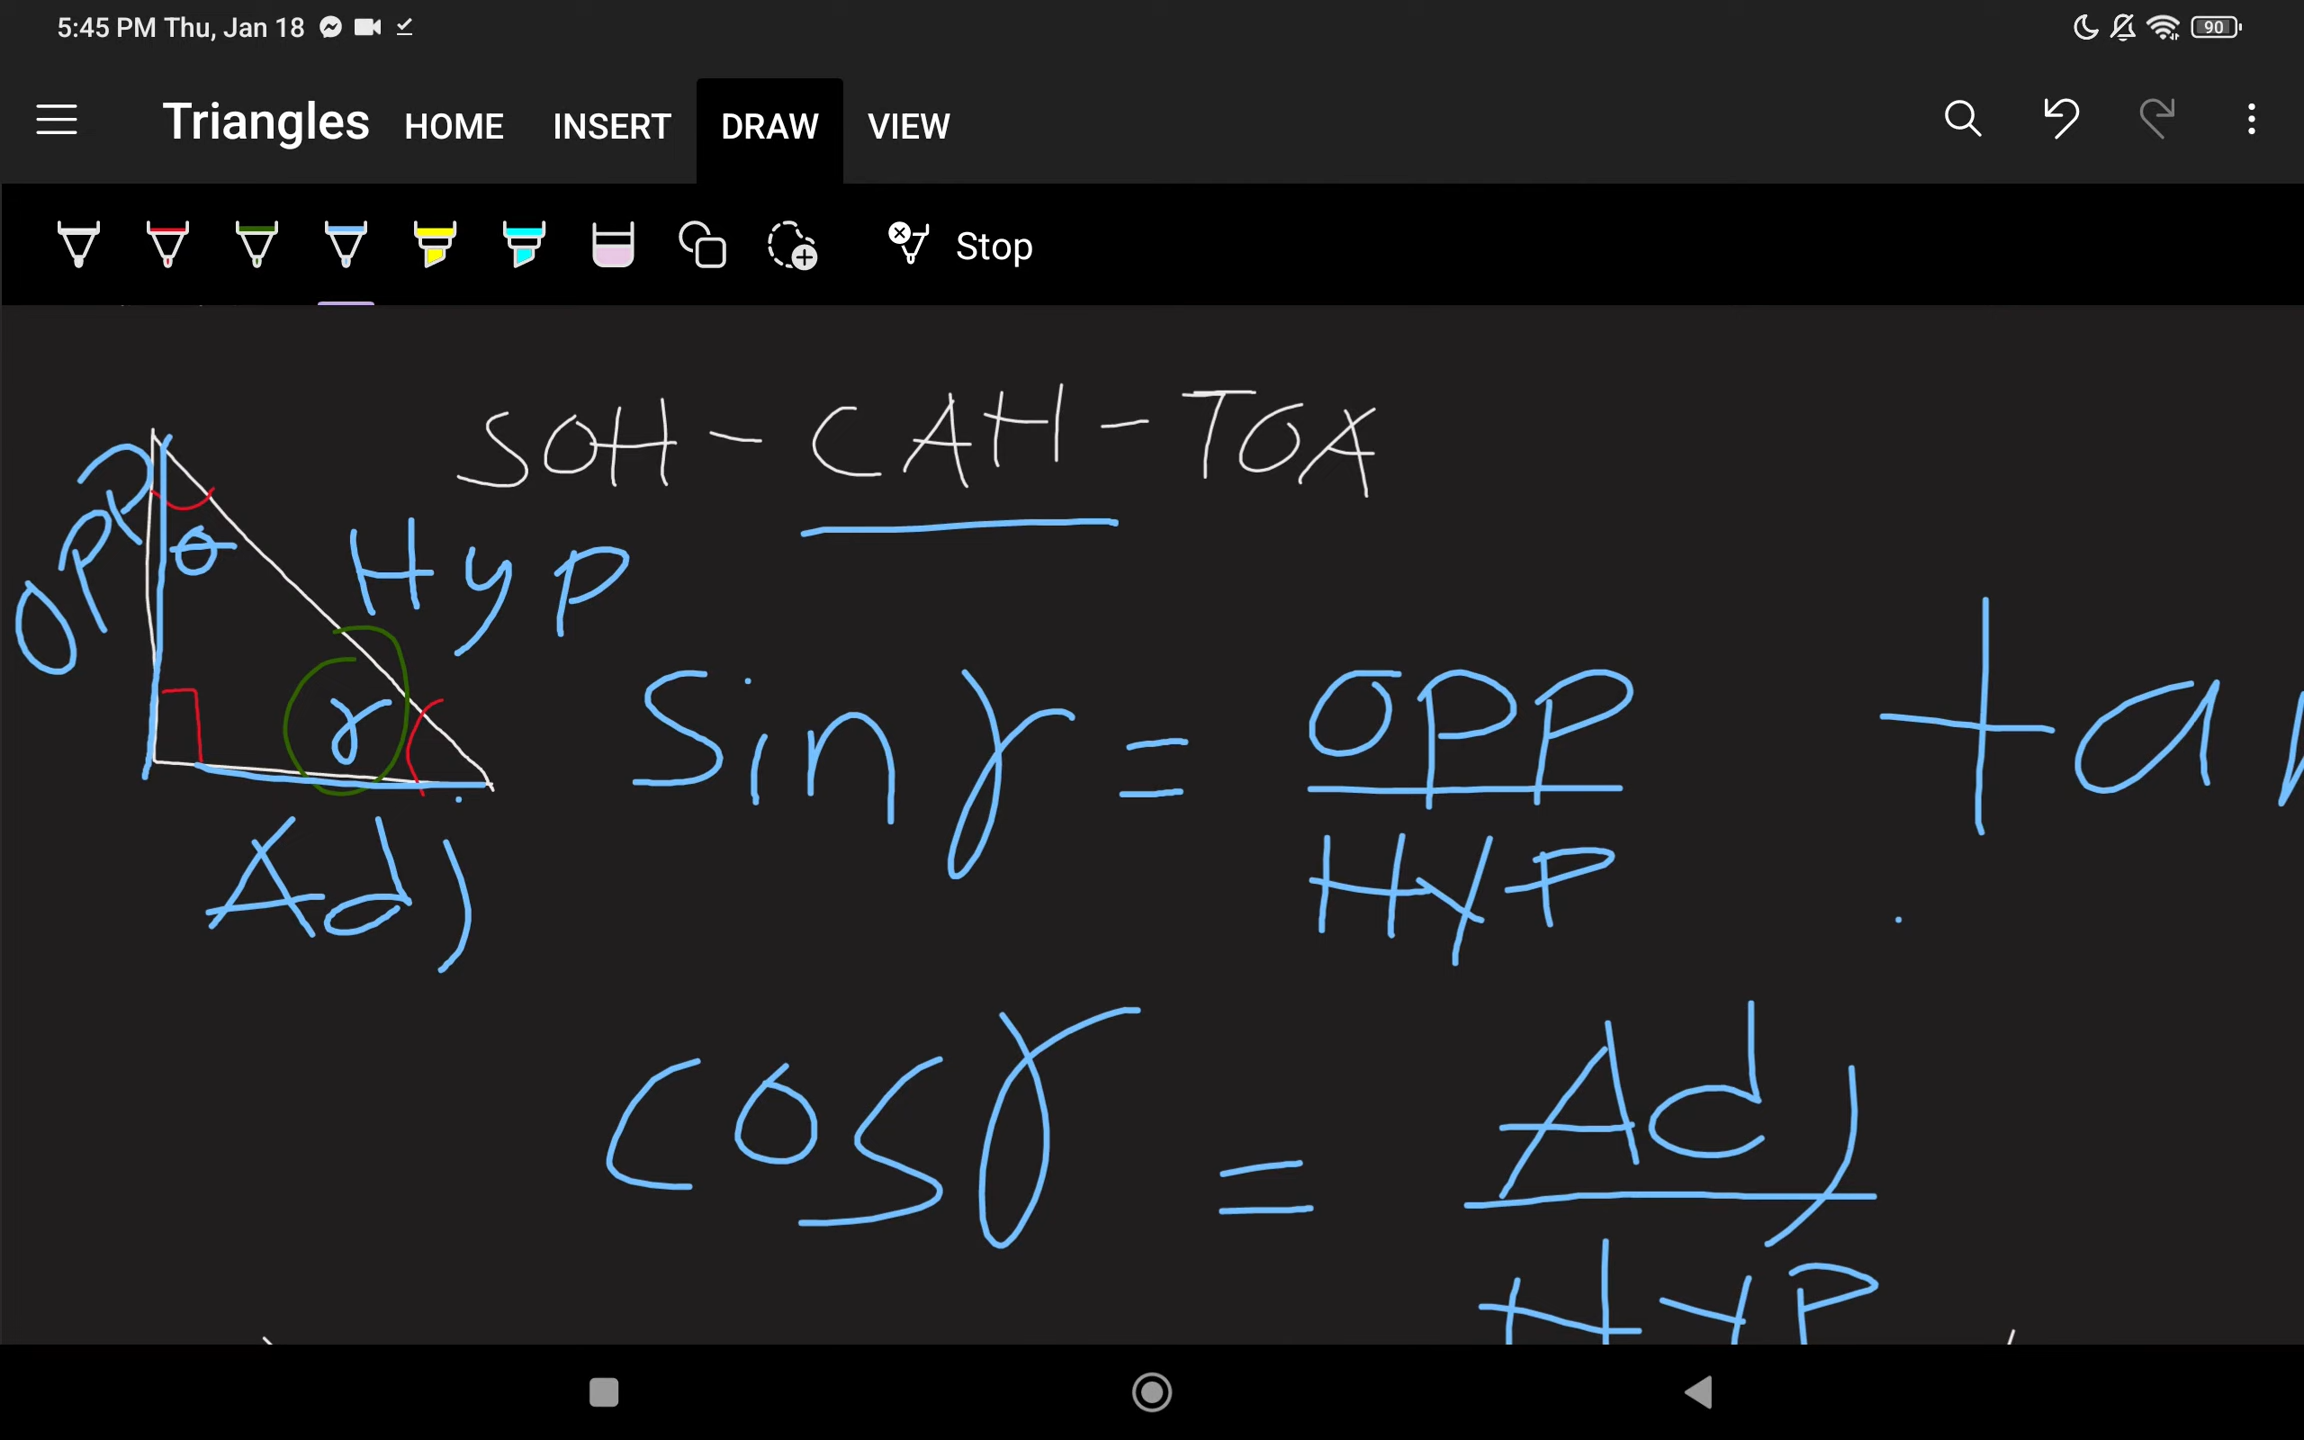 5:45 PM Thu, Jan 18
90
Triangles HOME INSERT DRAW VIEW
Stop
SOH - CAH - TOA
OPP
θ
Hyp
γ
Adj
Sin γ = OPP
HYP
tan
cos γ = Adj
HYP